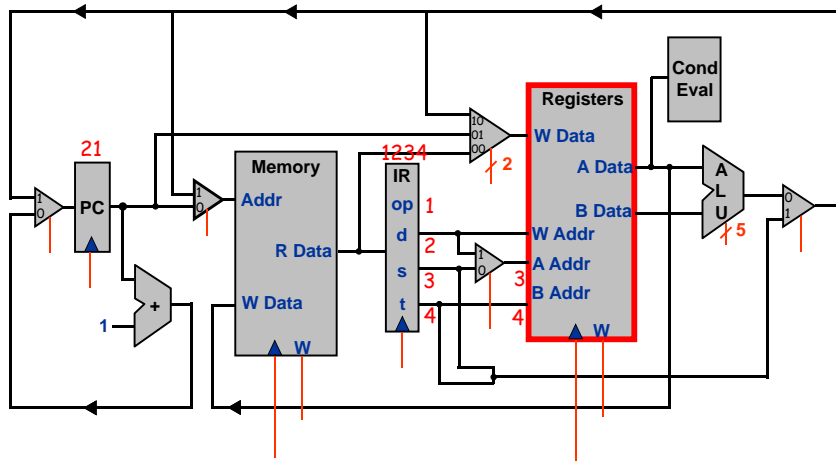 Cond
Eval
Registers
10
01
00
W Data
2
21
1234
Memory
IR
A Data
A
L
U
1
0
PC
1
0
Addr
op
1
B Data
0
1
5
R Data
d
2
W Addr
1
0
s
3
A Addr
3
B Addr
W Data
t
4
4
+
1
W
W